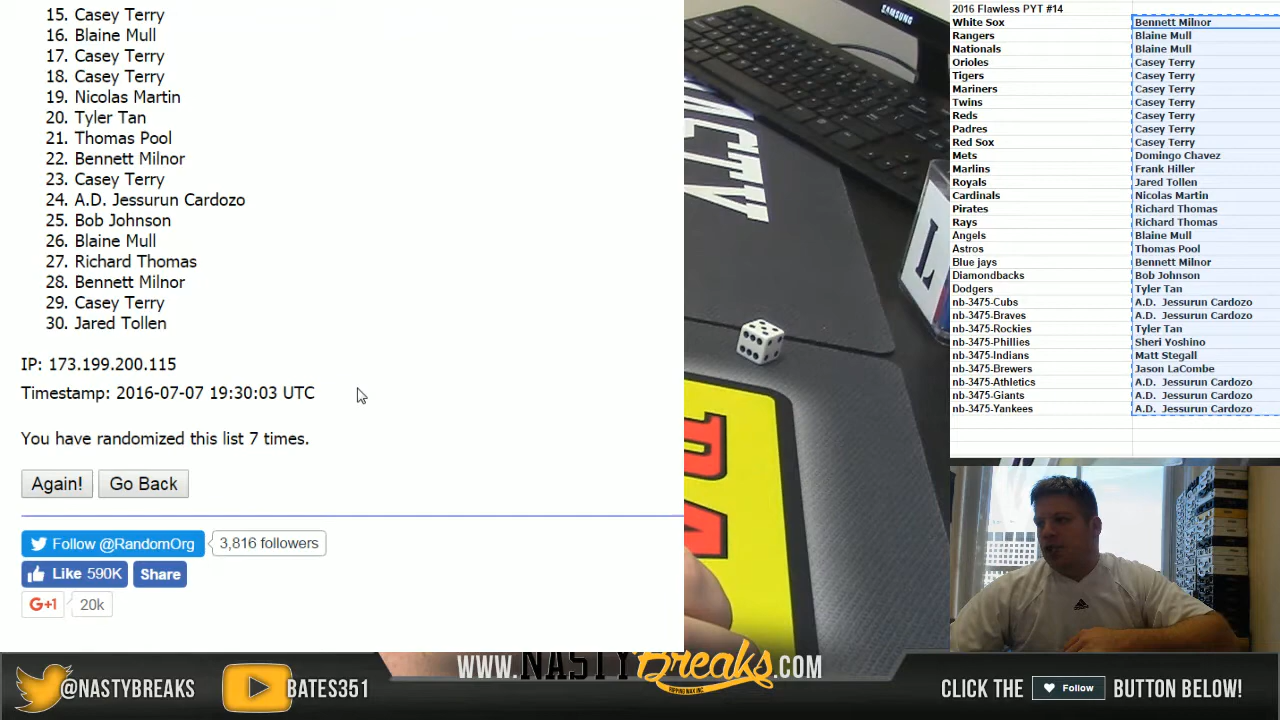 15. Casey Terry
16. Blaine Mull
17. Casey Terry
18. Casey Terry
19. Nicolas Martin
20. Tyler Tan
21. Thomas Pool
22. Bennett Milnor
23. Casey Terry
24. A.D. Jessurun Cardozo
25. Bob Johnson
26. Blaine Mull
27. Richard Thomas
28. Bennett Milnor
29. Casey Terry
30. Jared Tollen
IP: 173.199.200.115
Timestamp: 2016-07-07 19:30:03 UTC
You have randomized this list 7 times.
Again! Go Back
Follow @RandomOrg 3,816 followers
Like 590K Share
G+1 20k
SAMSUNG
L
2016 Flawless PYT #14
White Sox Bennett Milnor
Rangers Blaine Mull
Nationals Blaine Mull
Orioles Casey Terry
Tigers Casey Terry
Mariners Casey Terry
Twins Casey Terry
Reds Casey Terry
Padres Casey Terry
Red Sox Casey Terry
Mets Domingo Chavez
Marlins Frank Hiller
Royals Jared Tollen
Cardinals Nicolas Martin
Pirates Richard Thomas
Rays Richard Thomas
Angels Blaine Mull
Astros Thomas Pool
Blue jays Bennett Milnor
Diamondbacks Bob Johnson
Dodgers Tyler Tan
nb-3475-Cubs A.D. Jessurun Cardozo
nb-3475-Braves A.D. Jessurun Cardozo
nb-3475-Rockies Tyler Tan
nb-3475-Phillies Sheri Yoshino
nb-3475-Indians Matt Stegall
nb-3475-Brewers Jason LaCombe
nb-3475-Athletics A.D. Jessurun Cardozo
nb-3475-Giants A.D. Jessurun Cardozo
nb-3475-Yankees A.D. Jessurun Cardozo
@NASTYBREAKS
BATES351
WWW.NASTYBreaks.COM
RIPPING WAX INC.
CLICK THE Follow BUTTON BELOW!